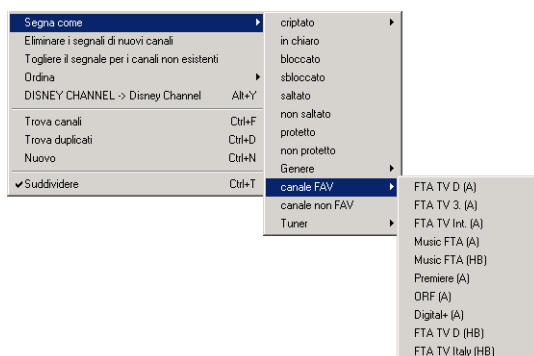 Segna come
Eliminare i segnali di nuovi canali
Togliere il segnale per i canali non esistenti
Ordina
DISNEY CHANNEL -> Disney Channel Alt+Y
Trova canali Ctrl+F
Trova duplicati Ctrl+D
Nuovo Ctrl+N
Suddividere Ctrl+T
criptato
in chiaro
bloccato
sbloccato
saltato
non saltato
protetto
non protetto
Genere
canale FAV
canale non FAV
Tuner
FTA TV D (A)
FTA TV 3. (A)
FTA TV Int. (A)
Music FTA (A)
Music FTA (HB)
Premiere (A)
ORF (A)
Digital+ (A)
FTA TV D (HB)
FTA TV Italy (HB)